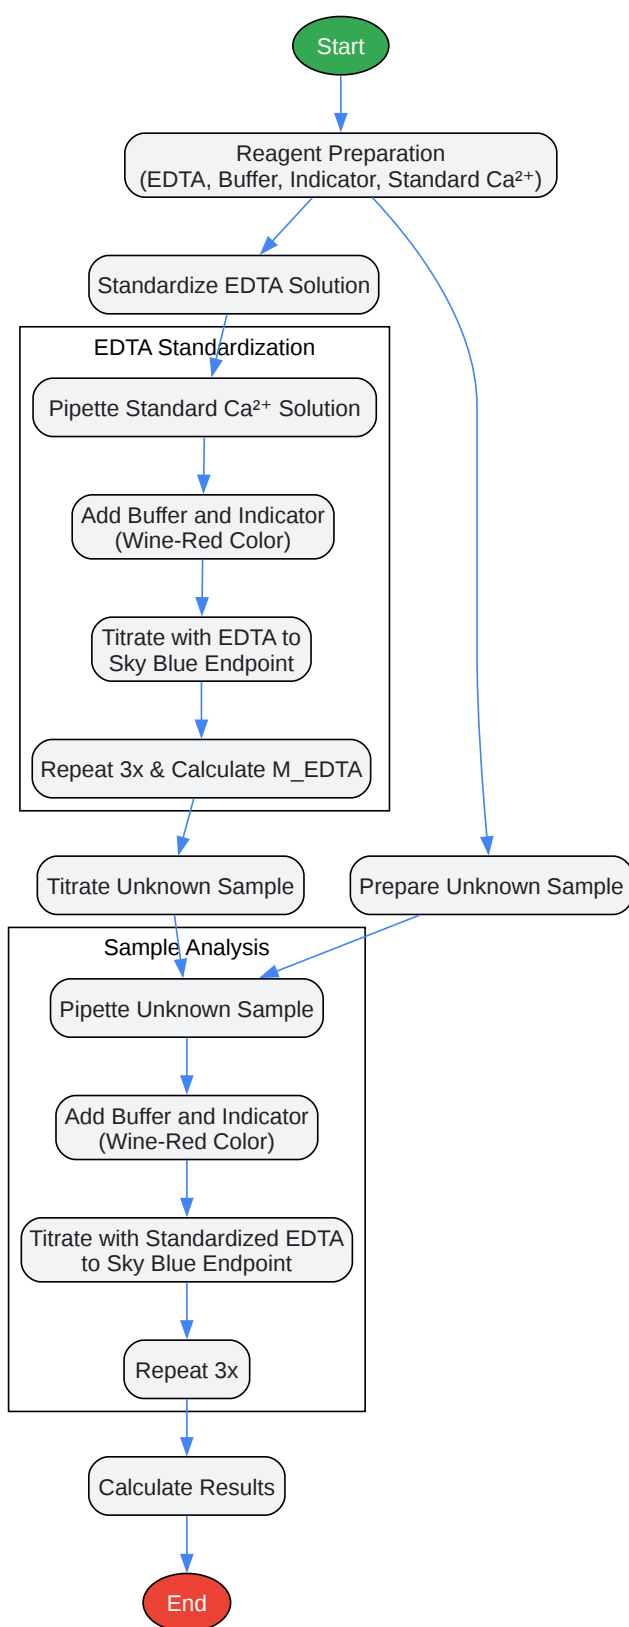 Start
Reagent Preparation
(EDTA, Buffer, Indicator, Standard Ca²⁺)
Standardize EDTA Solution
EDTA Standardization
Pipette Standard Ca²⁺ Solution
Add Buffer and Indicator
(Wine-Red Color)
Titrate with EDTA to
Sky Blue Endpoint
Repeat 3x & Calculate M_EDTA
Titrate Unknown Sample
Prepare Unknown Sample
Sample Analysis
Pipette Unknown Sample
Add Buffer and Indicator
(Wine-Red Color)
Titrate with Standardized EDTA
to Sky Blue Endpoint
Repeat 3x
Calculate Results
End